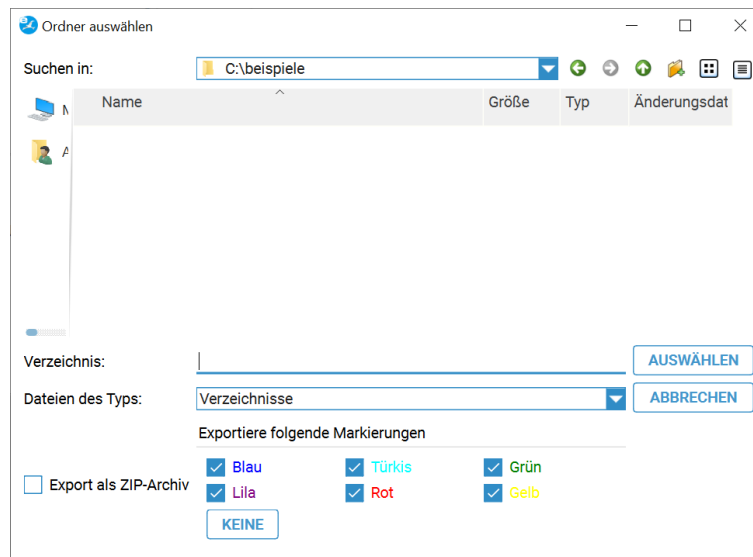 Ordner auswählen
Suchen in: C:\beispiele
Name Größe Typ Änderungsdat
Verzeichnis: AUSWÄHLEN
Dateien des Typs: Verzeichnisse ABBRECHEN
Exportiere folgende Markierungen
Blau Türkis Grün
Export als ZIP-Archiv
Lila Rot Gelb
KEINE